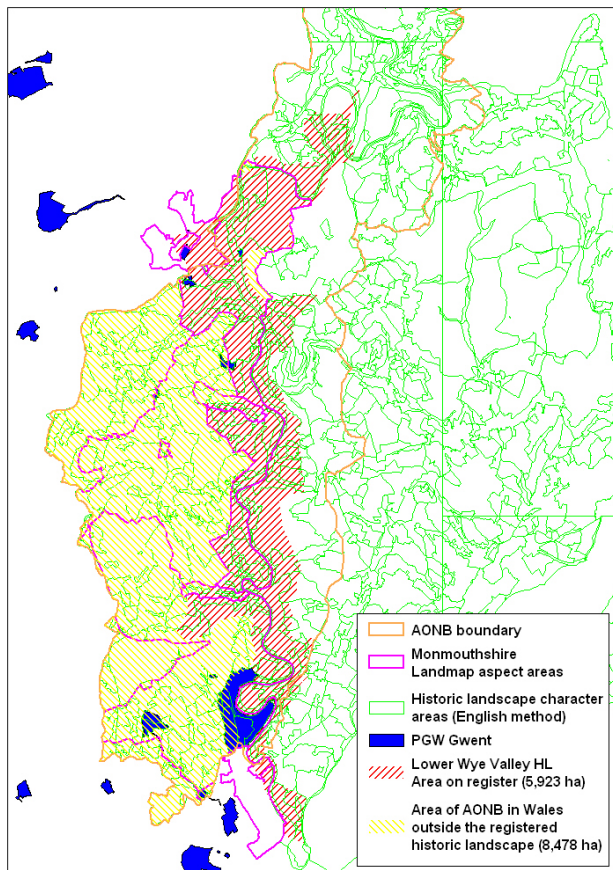 AONB boundary
Monmouthshire
Landmap aspect areas
Historic landscape character
areas (English method)
PGW Gwent
Lower Wye Valley HL
Area on register (5,923 ha)
Area of AONB in Wales
outside the registered
historic landscape (8,478 ha)